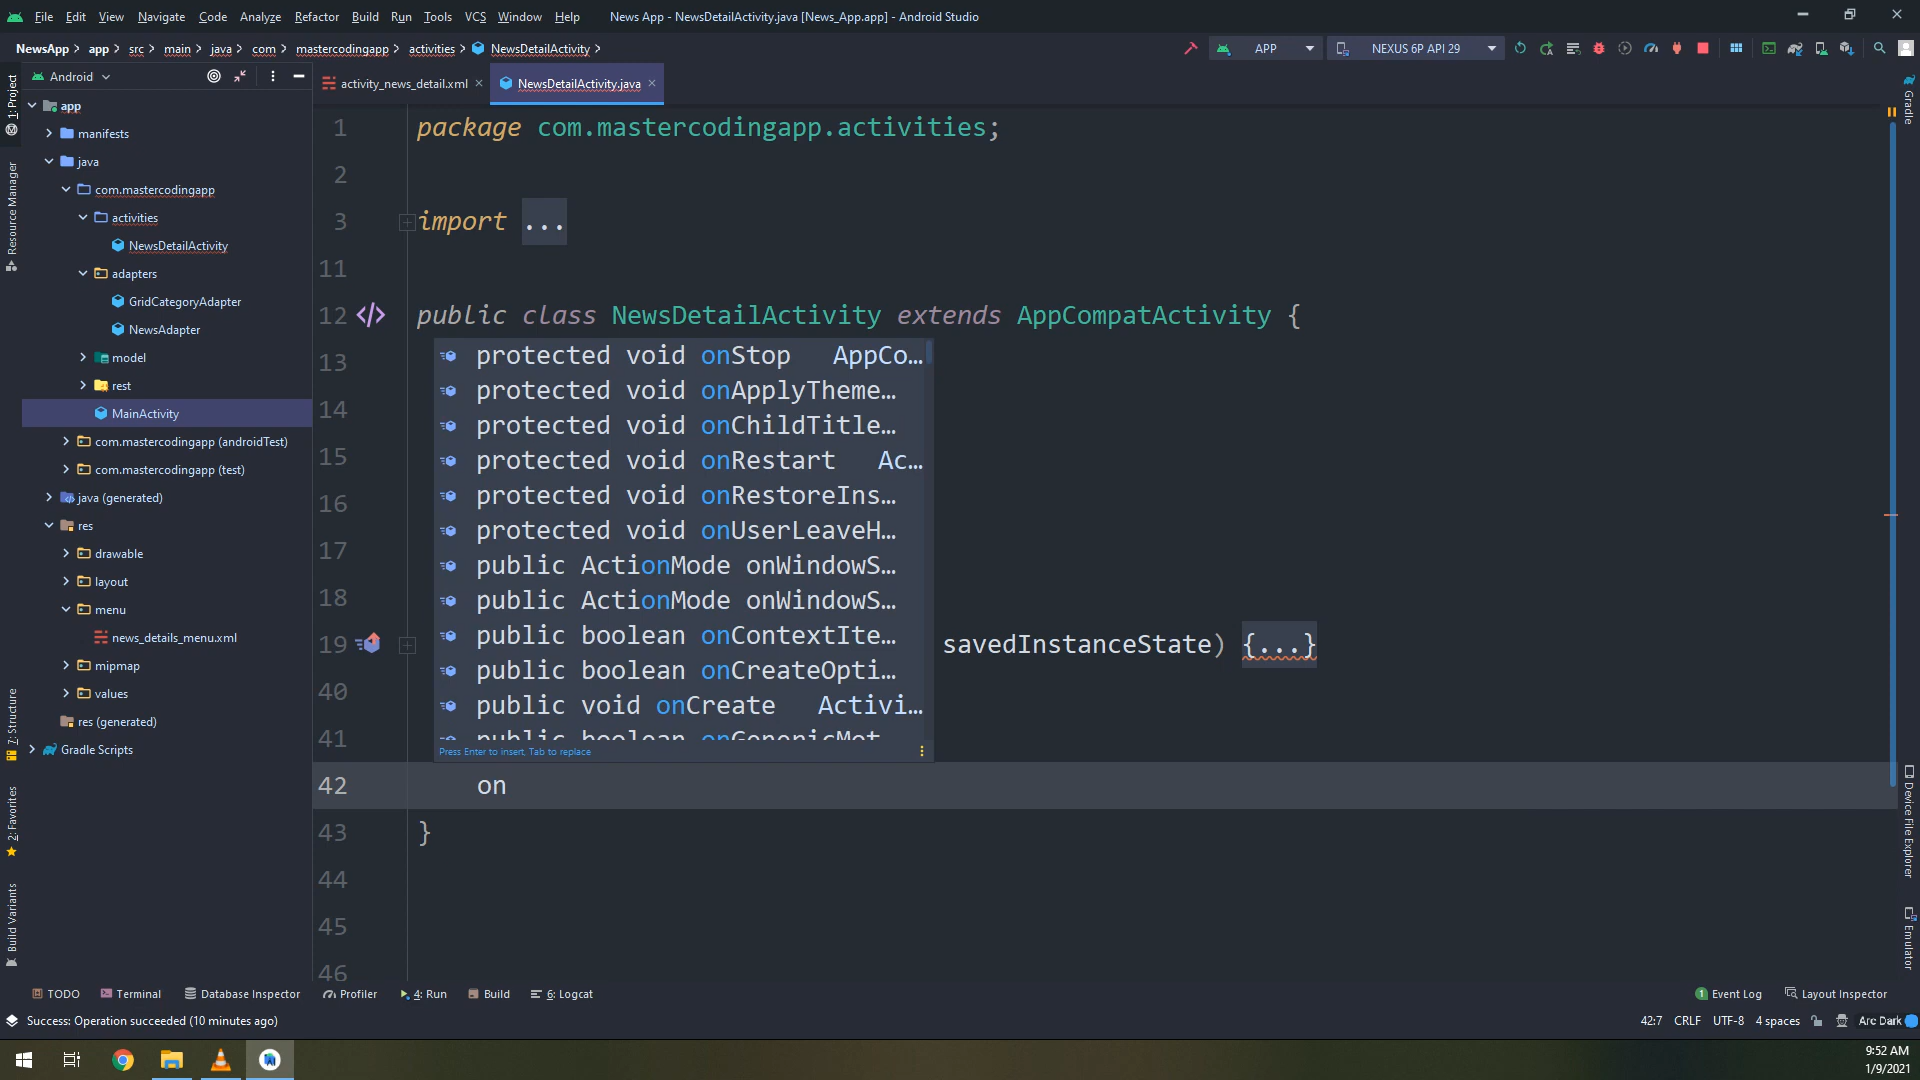 File Edit View Navigate Code Analyze Refactor Build Run Tools VCS Window Help News App - NewsDetailActivity.java [News_App.app] - Android Studio
NewsApp app src main java com mastercodingapp activities NewsDetailActivity APP NEXUS 6P API 29
Android
activity_news_detail.xml NewsDetailActivity.java
1: Project
Resource Manager
7: Structure
2: Favorites
Build Variants
app
manifests
java
com.mastercodingapp
activities
NewsDetailActivity
adapters
GridCategoryAdapter
NewsAdapter
model
rest
MainActivity
com.mastercodingapp (androidTest)
com.mastercodingapp (test)
java (generated)
res
drawable
layout
menu
news_details_menu.xml
mipmap
values
res (generated)
Gradle Scripts
1 package com.mastercodingapp.activities;
2
3 import ...
11
12 public class NewsDetailActivity extends AppCompatActivity {
13
14
15
16
17
18
19 savedInstanceState) {...}
40
41
42 on
43 }
44
45
46
protected void onStop AppCo...
protected void onApplyTheme...
protected void onChildTitle...
protected void onRestart Ac...
protected void onRestoreIns...
protected void onUserLeaveH...
public ActionMode onWindowS...
public ActionMode onWindowS...
public boolean onContextIte...
public boolean onCreateOpti...
public void onCreate Activi...
public boolean onGenericMot
Press Enter to insert, Tab to replace
Gradle
Device File Explorer
Emulator
TODO Terminal Database Inspector Profiler 4: Run Build 6: Logcat 1 Event Log Layout Inspector
Success: Operation succeeded (10 minutes ago) 42:7 CRLF UTF-8 4 spaces Arc Dark
9:52 AM
1/9/2021